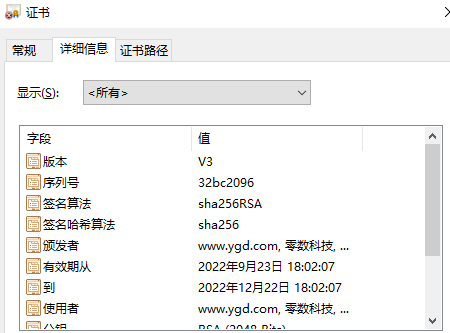 证书
常规 详细信息 证书路径
显示(S): <所有>
字段 值
版本 V3
序列号 32bc2096
签名算法 sha256RSA
签名哈希算法 sha256
颁发者 www.ygd.com, 零数科技, ...
有效期从 2022年9月23日 18:02:07
到 2022年12月22日 18:02:07
使用者 www.ygd.com, 零数科技, ...
公钥 RSA (2048 Bits)